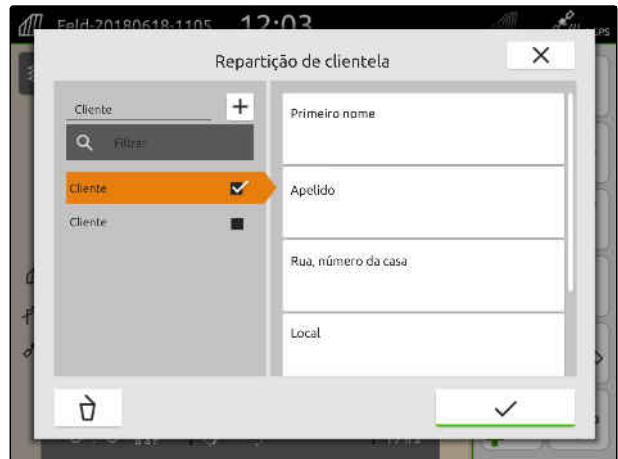 Feld-20180618-1105 12:03
Repartição de clientela
Cliente
Filtrar
Cliente
Cliente
Primeiro nome
Apelido
Rua, número da casa
Local